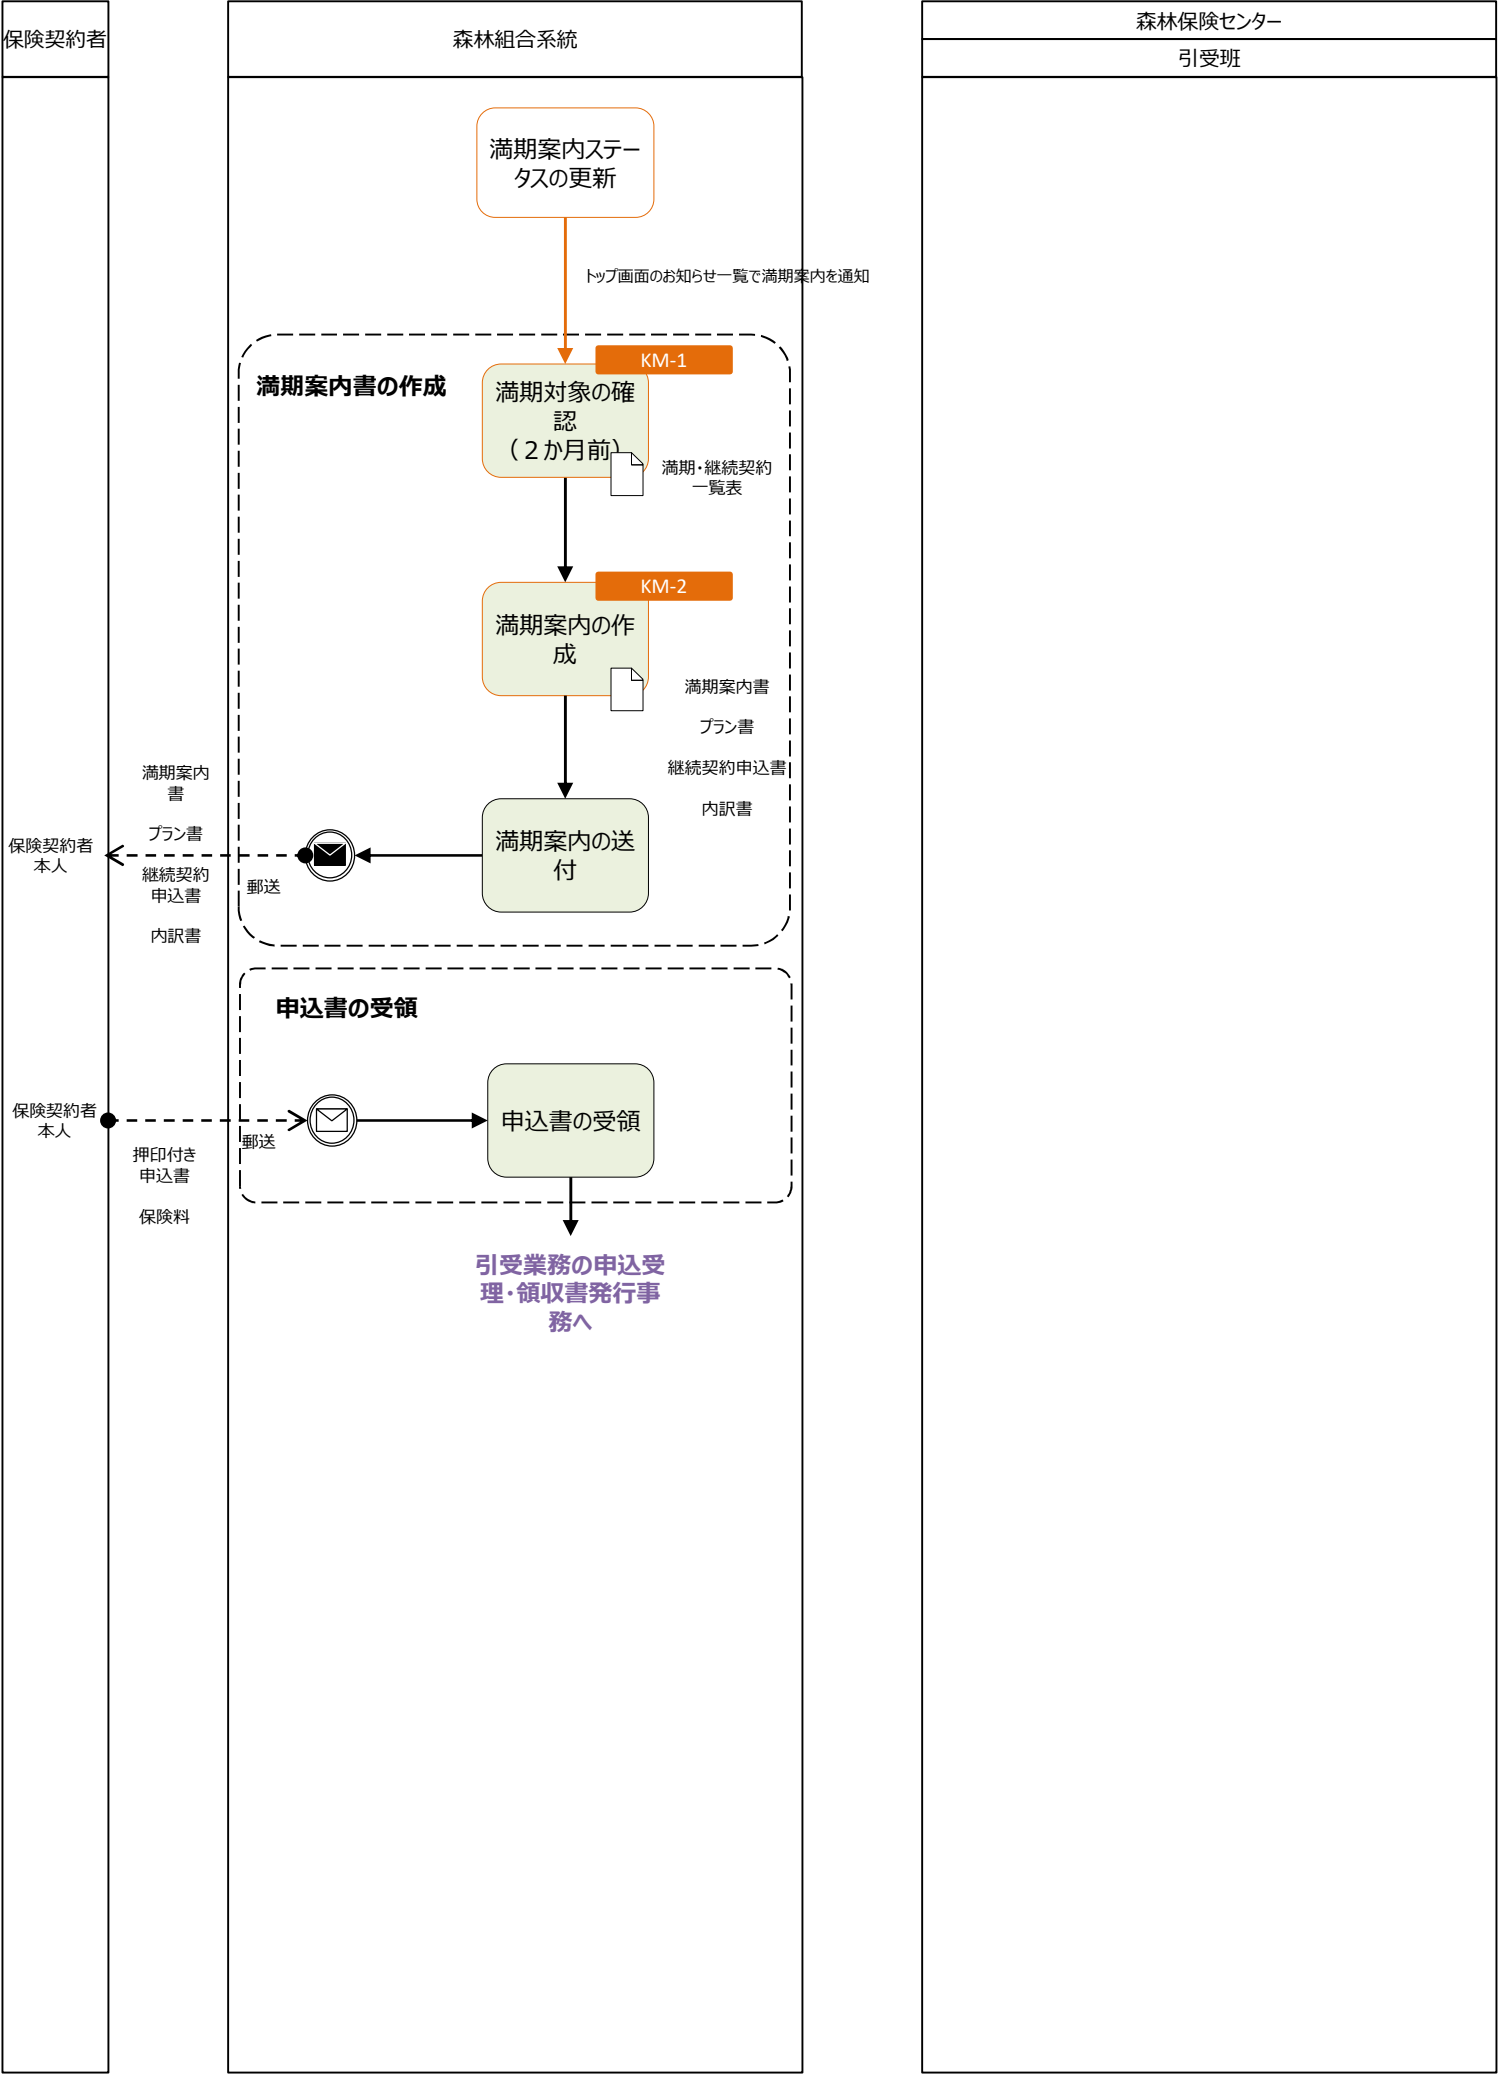 保険契約者
森林組合系統
森林保険センター
引受班
満期案内ステー
タスの更新
トップ画面のお知らせ一覧で満期案内を通知
KM-1
満期案内書の作成
満期対象の確
認
（２か月前）
満期・継続契約
一覧表
KM-2
満期案内の作
成
満期案内書
プラン書
継続契約申込書
内訳書
満期案内
書
プラン書
継続契約
申込書
内訳書
保険契約者
本人
郵送
満期案内の送
付
申込書の受領
保険契約者
本人
郵送
申込書の受領
押印付き
申込書
保険料
引受業務の申込受
理・領収書発行事
務へ